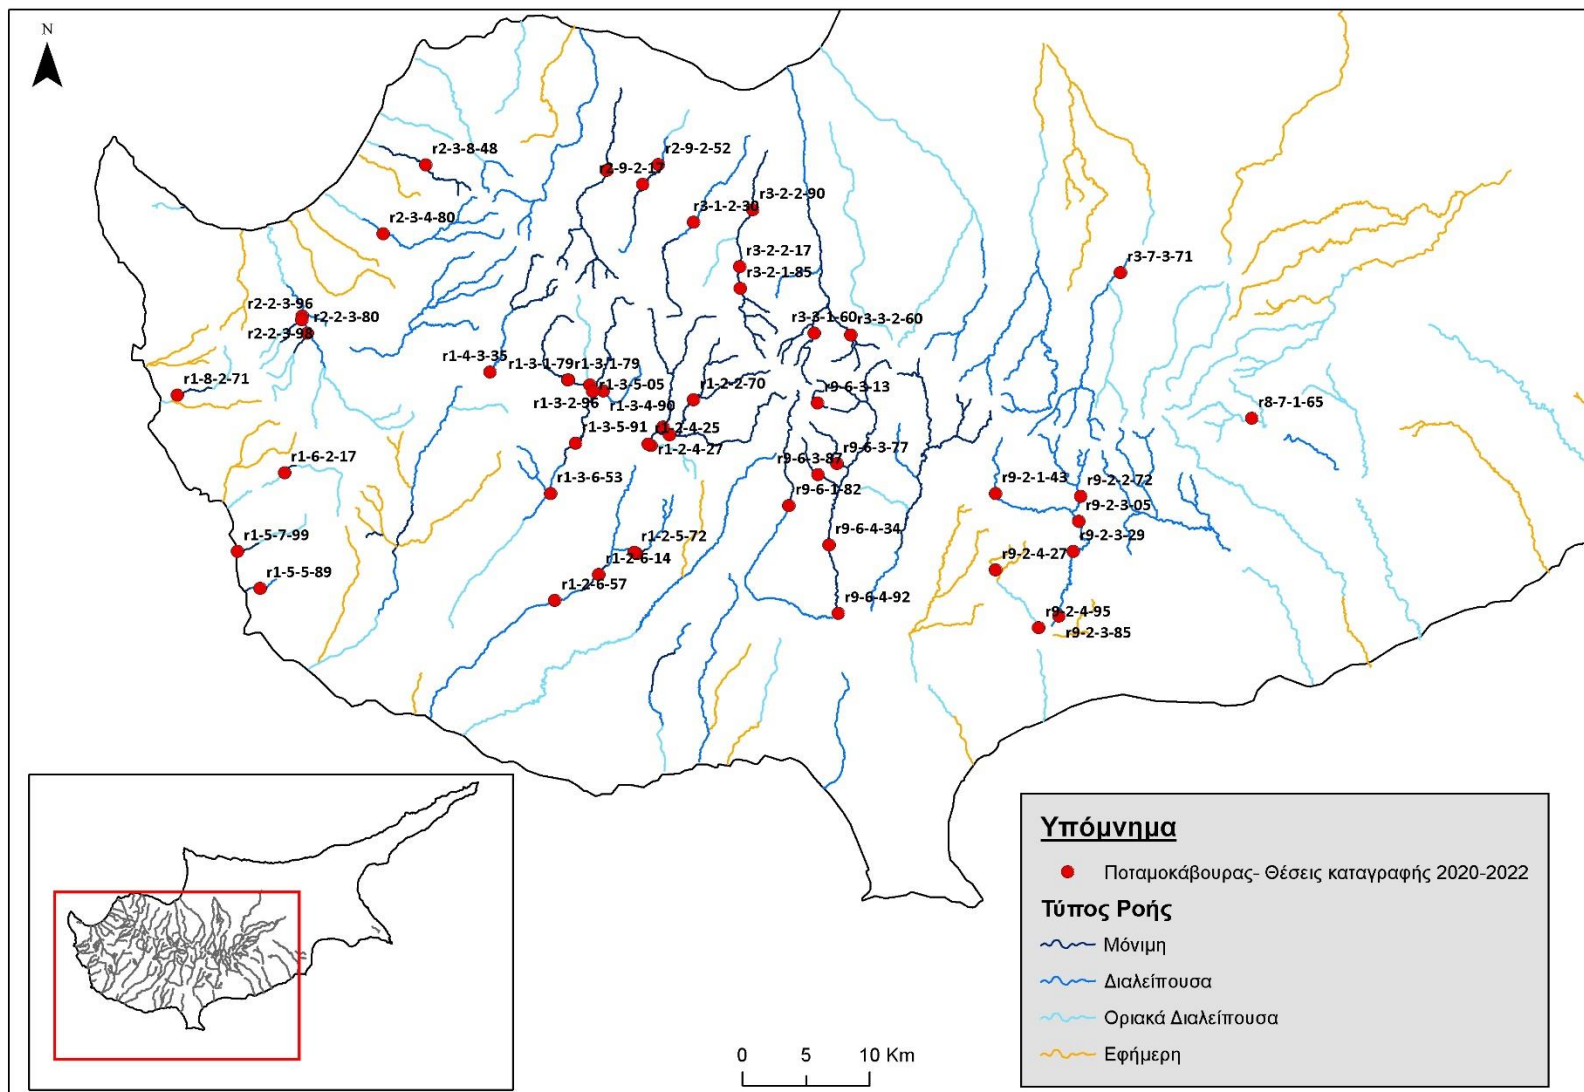 N
r2-3-8-48
r2-9-2-52
r2-9-2-17
r3-2-2-90
r3-1-2-30
r2-3-4-80
r3-2-2-17
r3-7-3-71
r3-2-1-85
r2-2-3-96
r2-2-3-80
r3-3-1-60
r3-3-2-60
r2-2-3-98
r1-4-3-35
r1-3-1-79
r1-3-1-79
r1-8-2-71
r1-3-5-05
r1-2-2-70
r9-6-3-13
r1-3-2-96
r1-3-4-90
r8-7-1-65
r1-3-5-91
r1-2-4-25
r1-2-4-27
r9-6-3-77
r9-6-3-87
r1-6-2-17
r1-3-6-53
r9-6-1-82
r9-2-1-43
r9-2-2-72
r9-2-3-05
r1-5-7-99
r1-2-5-72
r9-6-4-34
r9-2-3-29
r9-2-4-27
r1-2-6-14
r1-5-5-89
r1-2-6-57
r9-6-4-92
r9-2-4-95
r9-2-3-85
Υπόμνημα
Ποταμοκάβουρας- Θέσεις καταγραφής 2020-2022
Τύπος Ροής
Μόνιμη
Διαλείπουσα
Οριακά Διαλείπουσα
Εφήμερη
0 5 10 Km